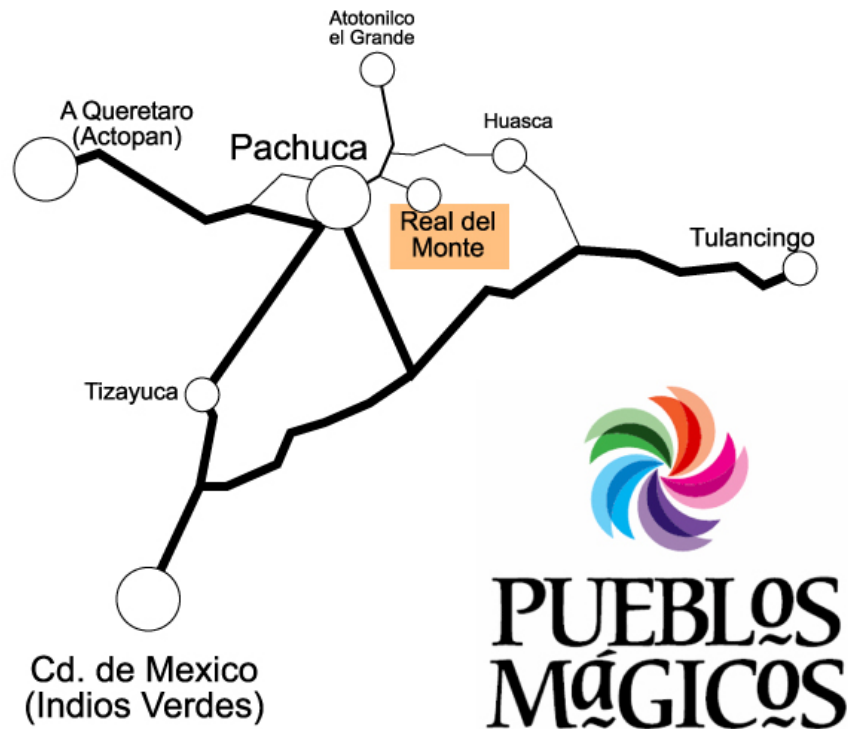 Atotonilco
el Grande
A Queretaro
(Actopan)
Pachuca
Huasca
Real del
Monte
Tulancingo
Tizayuca
Cd. de Mexico
(Indios Verdes)
PUEBLOS
MáGICOS